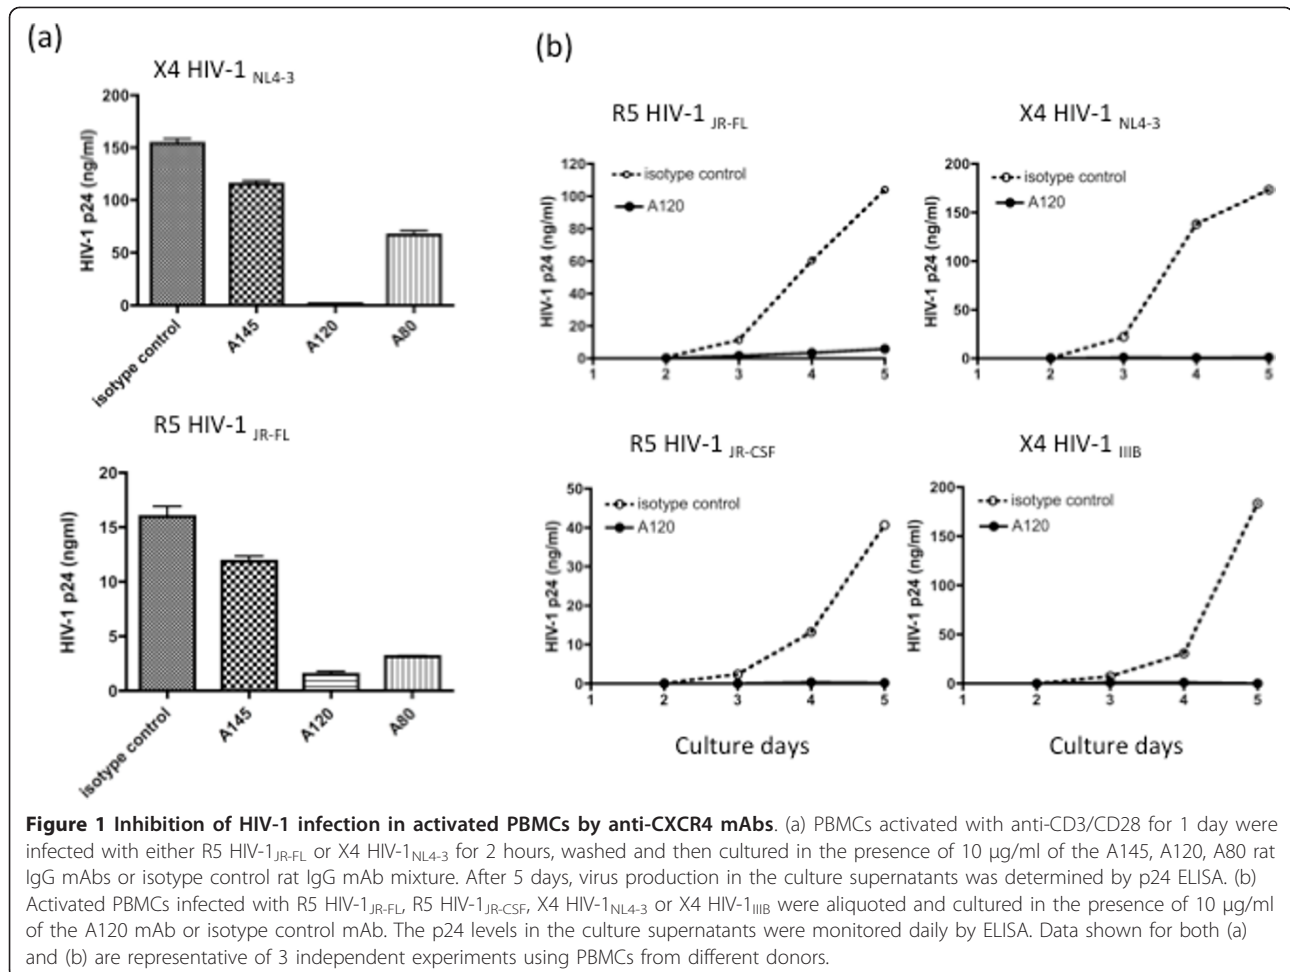 (a)
X4 HIV-1 NL4-3
HIV-1 p24 (ng/ml)
200
150
100
50
0
isotype control
A145
A120
A80
R5 HIV-1 JR-FL
HIV-1 p24 (ngml)
20
15
10
5
0
isotype control
A145
A120
A80
(b)
R5 HIV-1 JR-FL
HIV-1 p24 (ng/ml)
120
100
80
60
40
20
0
isotype control
A120
1 2 3 4 5
X4 HIV-1 NL4-3
HIV-1 p24 (ng/ml)
200
150
100
50
0
isotype control
A120
1 2 3 4 5
R5 HIV-1 JR-CSF
HIV-1 p24 (ng/ml)
50
40
30
20
10
0
isotype control
A120
1 2 3 4 5
Culture days
X4 HIV-1 IIIB
HIV-1 p24 (ng/ml)
200
150
100
50
0
isotype control
A120
1 2 3 4 5
Culture days
Figure 1 Inhibition of HIV-1 infection in activated PBMCs by anti-CXCR4 mAbs. (a) PBMCs activated with anti-CD3/CD28 for 1 day were
infected with either R5 HIV-1JR-FL or X4 HIV-1NL4-3 for 2 hours, washed and then cultured in the presence of 10 μg/ml of the A145, A120, A80 rat
IgG mAbs or isotype control rat IgG mAb mixture. After 5 days, virus production in the culture supernatants was determined by p24 ELISA. (b)
Activated PBMCs infected with R5 HIV-1JR-FL, R5 HIV-1JR-CSF, X4 HIV-1NL4-3 or X4 HIV-1IIIB were aliquoted and cultured in the presence of 10 μg/ml
of the A120 mAb or isotype control mAb. The p24 levels in the culture supernatants were monitored daily by ELISA. Data shown for both (a)
and (b) are representative of 3 independent experiments using PBMCs from different donors.